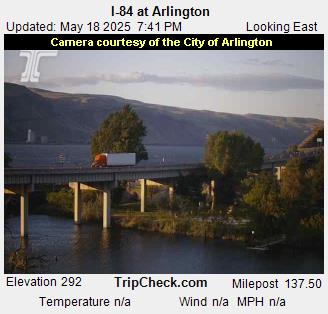 I-84 at Arlington
Updated: May 18 2025 7:41 PM Looking East
Camera courtesy of the City of Arlington
Elevation 292 TripCheck.com Milepost 137.50
Temperature n/a Wind n/a MPH n/a